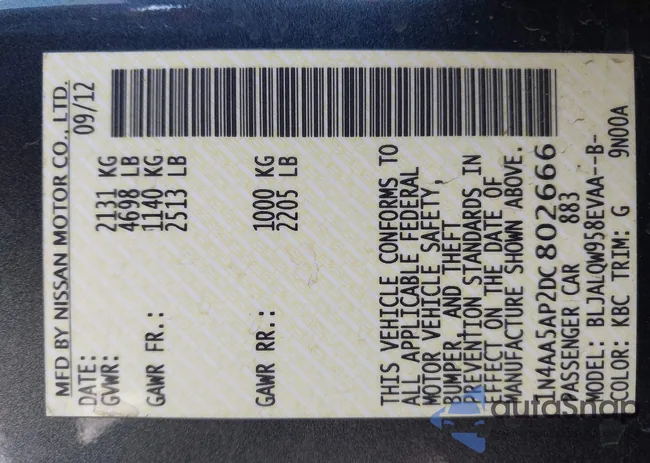 MFD BY NISSAN MOTOR CO., LTD.
DATE: 09/12
GVWR: 2131 KG
4698 LB
GAWR FR.: 1140 KG
2513 LB
GAWR RR.: 1000 KG
2205 LB
THIS VEHICLE CONFORMS TO
ALL APPLICABLE FEDERAL
MOTOR VEHICLE SAFETY,
BUMPER, AND THEFT
PREVENTION STANDARDS IN
EFFECT ON THE DATE OF
MANUFACTURE SHOWN ABOVE.
1N4AA5AP2DC802666
PASSENGER CAR 883
MODEL: BLJALQW958EVAA--B-
COLOR: KBC TRIM: G 9N00A
autoSnap